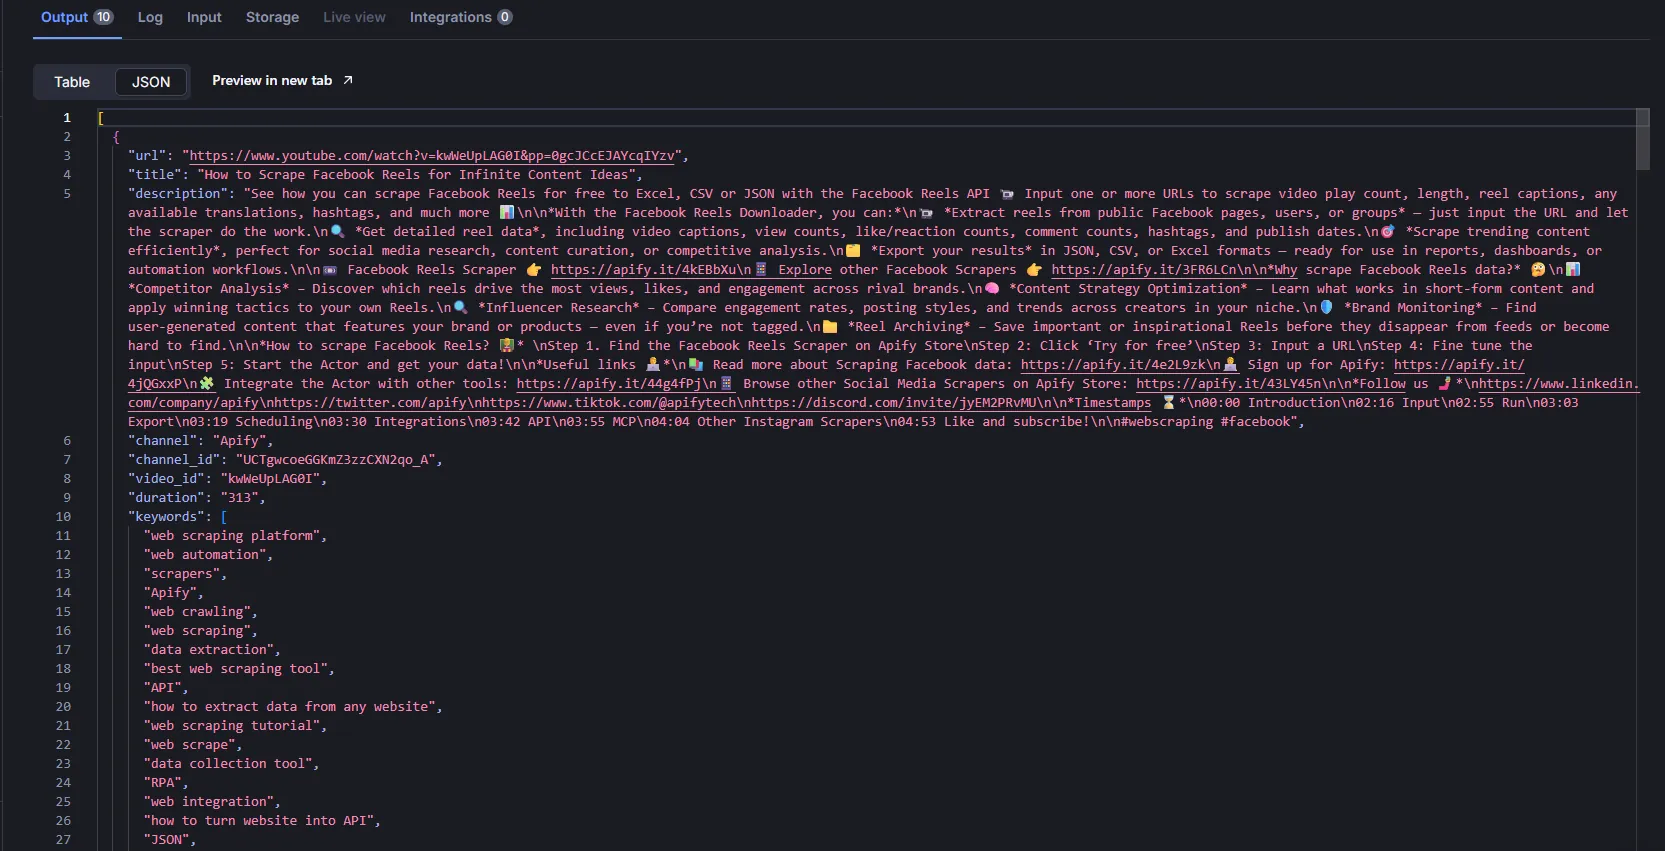 Output 10 Log Input Storage Live view Integrations 0
Table JSON Preview in new tab ↗
1 [
2 {
3 "url": "https://www.youtube.com/watch?v=kwWeUpLAG0I&pp=0gcJCcEJAYcqIYzv",
4 "title": "How to Scrape Facebook Reels for Infinite Content Ideas",
5 "description": "See how you can scrape Facebook Reels for free to Excel, CSV or JSON with the Facebook Reels API 📹 Input one or more URLs to scrape video play count, length, reel captions, any
available translations, hashtags, and much more 📊\n\n*With the Facebook Reels Downloader, you can:*\n📹 *Extract reels from public Facebook pages, users, or groups* – just input the URL and let
the scraper do the work.\n🔍 *Get detailed reel data*, including video captions, view counts, like/reaction counts, comment counts, hashtags, and publish dates.\n🎯 *Scrape trending content
efficiently*, perfect for social media research, content curation, or competitive analysis.\n🗂️ *Export your results* in JSON, CSV, or Excel formats – ready for use in reports, dashboards, or
automation workflows.\n\n📼 Facebook Reels Scraper 👉 https://apify.it/4kEBbXu\n📱 Explore other Facebook Scrapers 👉 https://apify.it/3FR6LCn\n\n\n*Why scrape Facebook Reels data?* 🤔\n📊
*Competitor Analysis* – Discover which reels drive the most views, likes, and engagement across rival brands.\n🧠 *Content Strategy Optimization* – Learn what works in short-form content and
apply winning tactics to your own Reels.\n🔍 *Influencer Research* – Compare engagement rates, posting styles, and trends across creators in your niche.\n🛡️ *Brand Monitoring* – Find
user-generated content that features your brand or products – even if you’re not tagged.\n📁 *Reel Archiving* – Save important or inspirational Reels before they disappear from feeds or become
hard to find.\n\n*How to scrape Facebook Reels? 👩‍🏫* \nStep 1. Find the Facebook Reels Scraper on Apify Store\nStep 2: Click ‘Try for free’\nStep 3: Input a URL\nStep 4: Fine tune the
input\nStep 5: Start the Actor and get your data!\n\n*Useful links 🧑‍💻*\n📚 Read more about Scraping Facebook data: https://apify.it/4e2L9zk\n🧑‍💻 Sign up for Apify: https://apify.it/
4jQGxxP\n🧩 Integrate the Actor with other tools: https://apify.it/44g4fPj\n📱 Browse other Social Media Scrapers on Apify Store: https://apify.it/43LY45n\n\n\n*Follow us 🤳*\nhttps://www.linkedin.
com/company/apify\nhttps://twitter.com/apify\nhttps://www.tiktok.com/@apifytech\nhttps://discord.com/invite/jyEM2PRvMU\n\n*Timestamps ⌛*\n00:00 Introduction\n02:16 Input\n02:55 Run\n03:03
Export\n03:19 Scheduling\n03:30 Integrations\n03:42 API\n03:55 MCP\n04:04 Other Instagram Scrapers\n04:53 Like and subscribe!\n\n#webscraping #facebook",
6 "channel": "Apify",
7 "channel_id": "UCTgwcoeGGKmZ3zzCXN2qo_A",
8 "video_id": "kwWeUpLAG0I",
9 "duration": "313",
10 "keywords": [
11 "web scraping platform",
12 "web automation",
13 "scrapers",
14 "Apify",
15 "web crawling",
16 "web scraping",
17 "data extraction",
18 "best web scraping tool",
19 "API",
20 "how to extract data from any website",
21 "web scraping tutorial",
22 "web scrape",
23 "data collection tool",
24 "RPA",
25 "web integration",
26 "how to turn website into API",
27 "JSON",